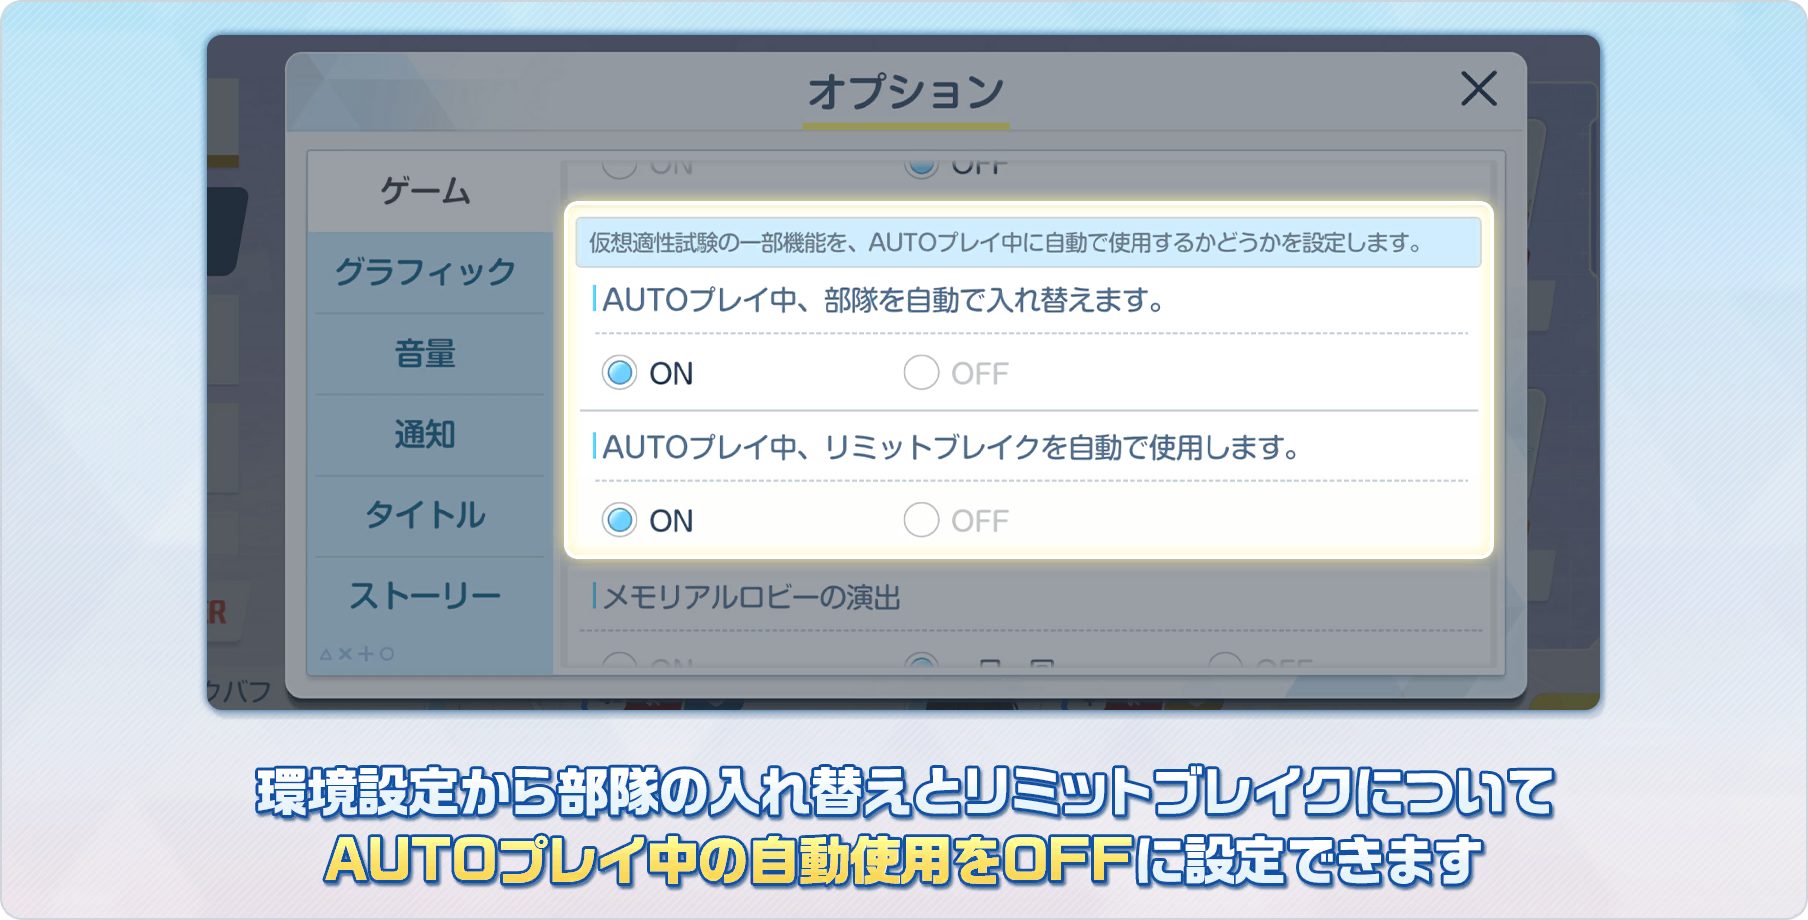 オプション
ゲーム
グラフィック
音量
通知
タイトル
ストーリー
ON OFF
仮想適性試験の一部機能を、AUTOプレイ中に自動で使用するかどうかを設定します。
AUTOプレイ中、部隊を自動で入れ替えます。
ON OFF
AUTOプレイ中、リミットブレイクを自動で使用します。
ON OFF
メモリアルロビーの演出
ON
OFF
バフ
環境設定から部隊の入れ替えとリミットブレイクについて
AUTOプレイ中の自動使用をOFFに設定できます